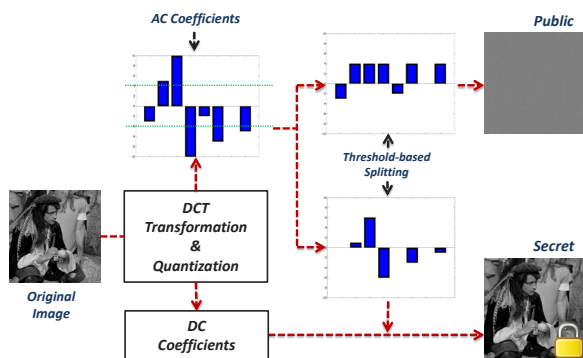 AC Coefficients
Public
Threshold-based
Splitting
DCT
Transformation
&
Quantization
Secret
Original
Image
DC
Coefficients